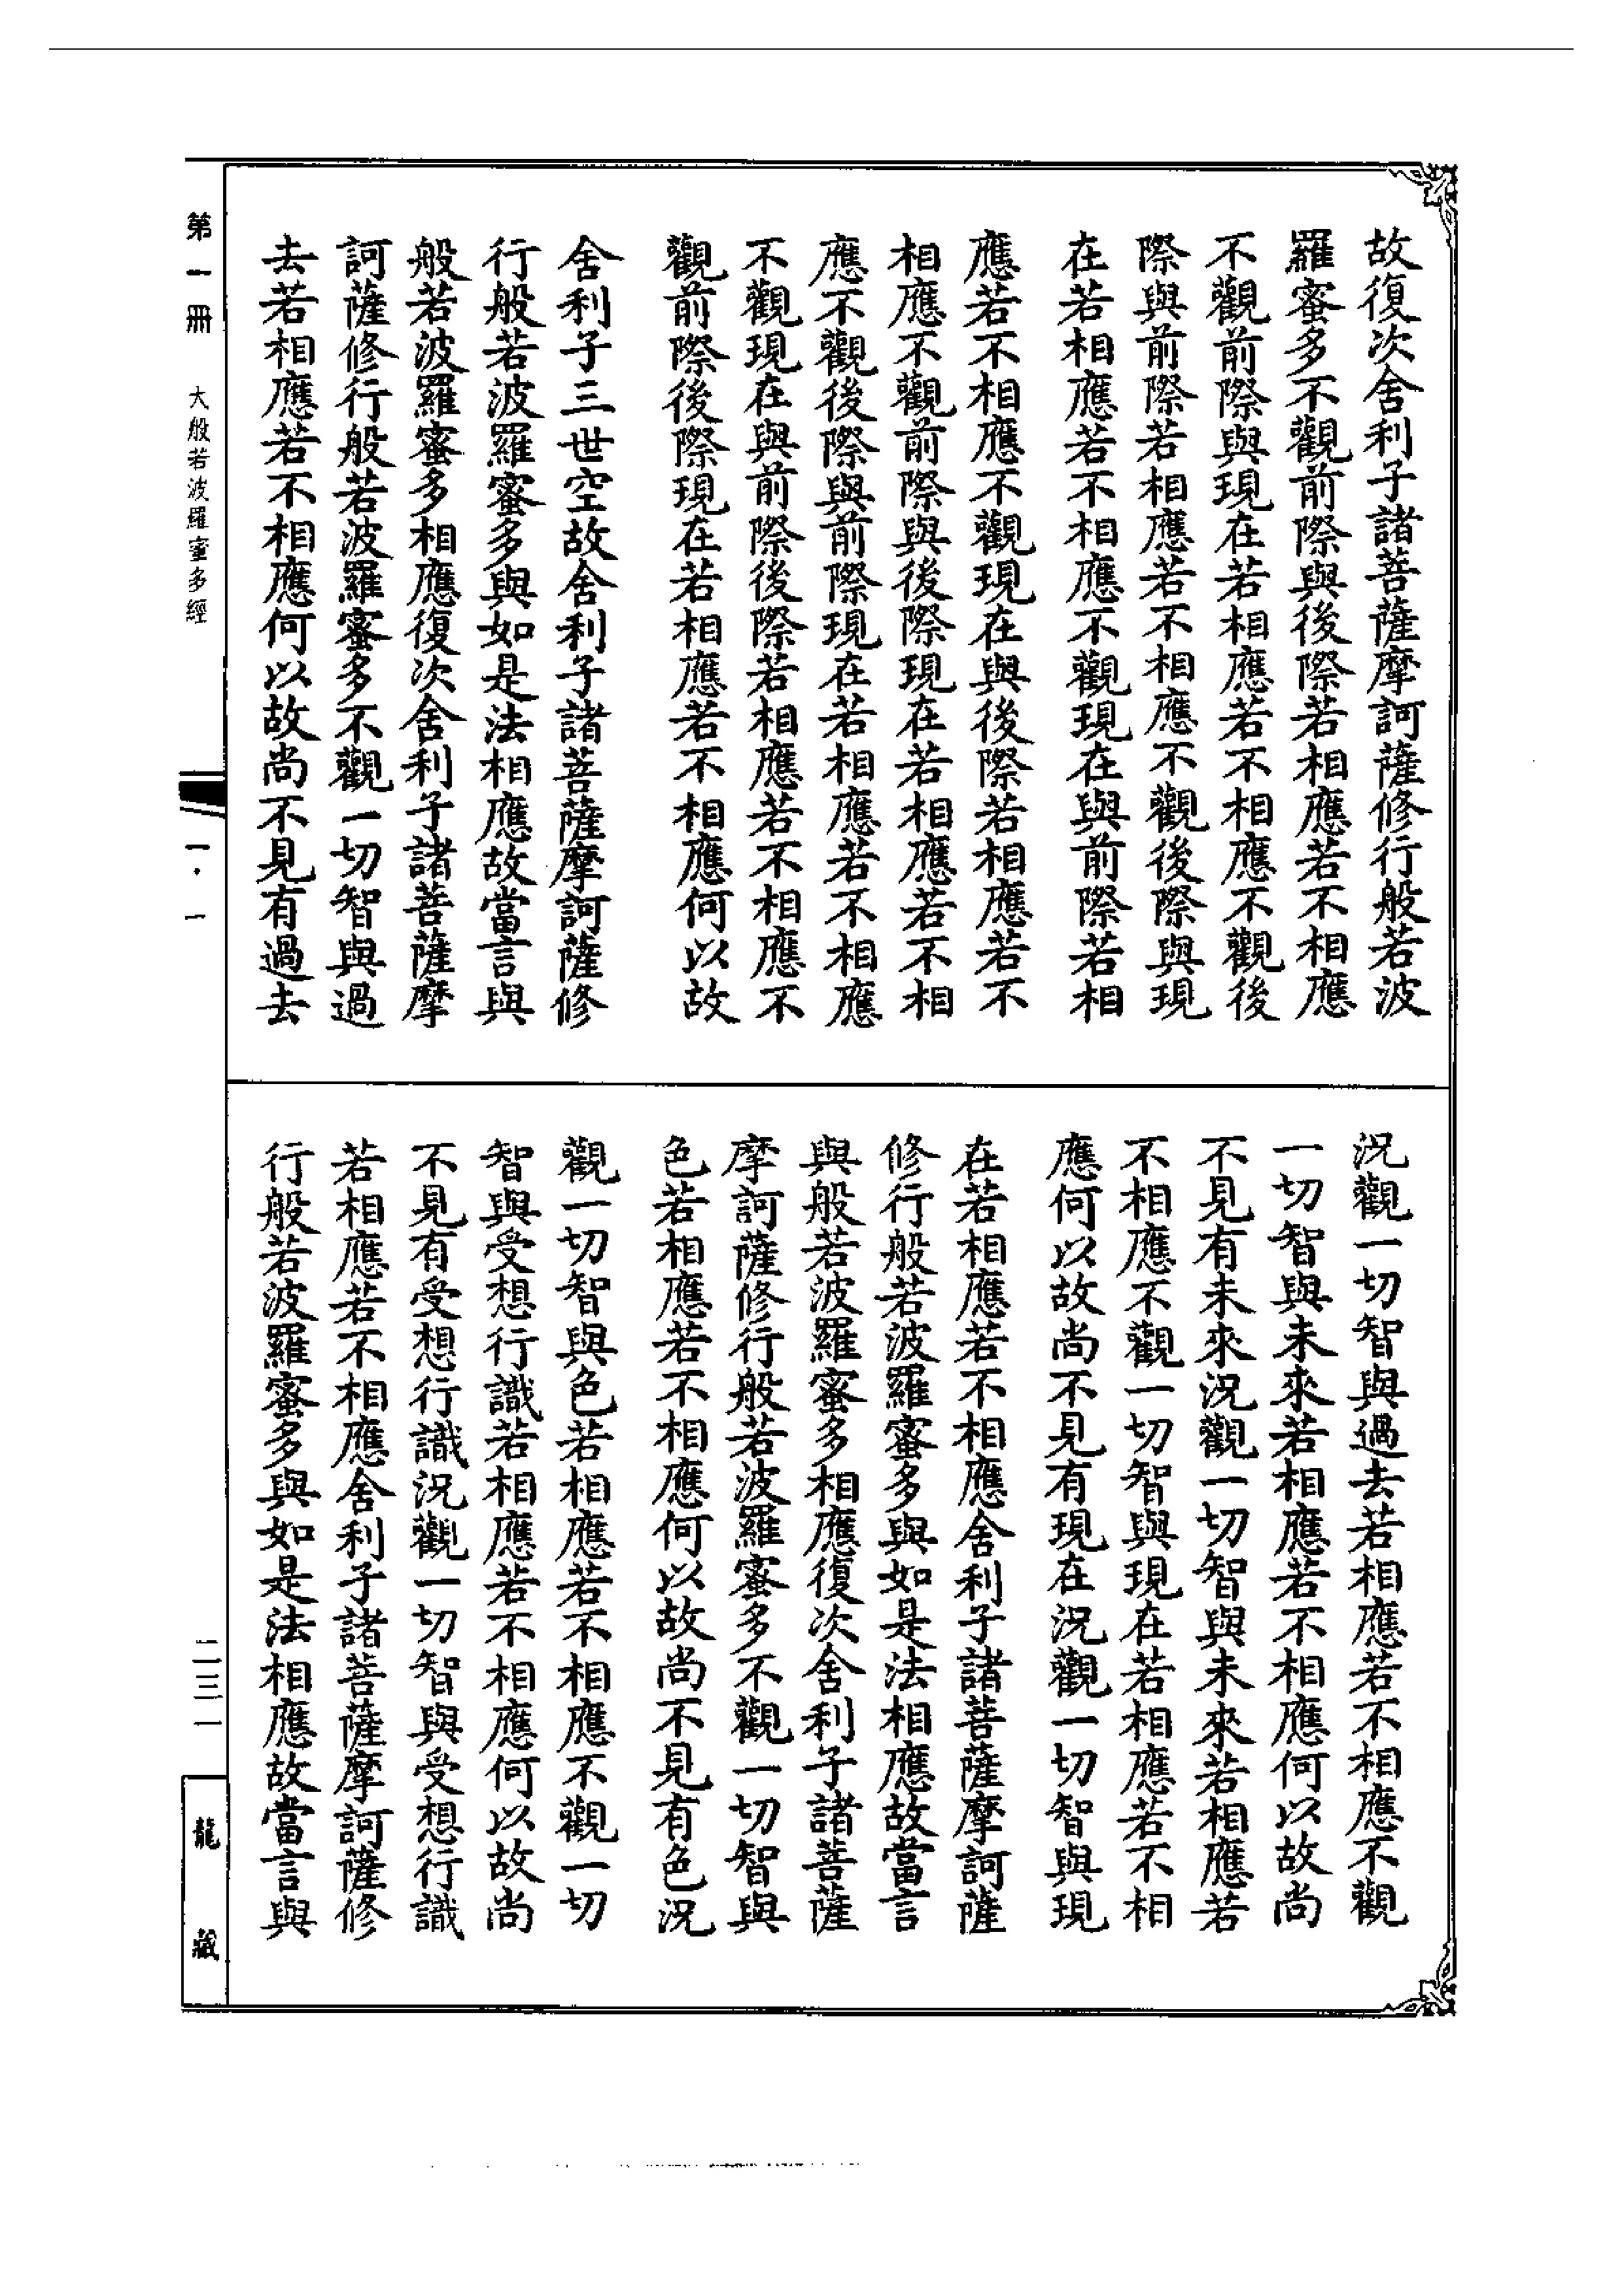 故復次舍利子諸菩薩摩訶薩修行般若波
羅蜜多不觀前際與後際若相應若不相應
不觀前際與現在若相應若不相應不觀後
際與前際若相應若不相應不觀後際與現
在若相應若不相應不觀現在與前際若相
應若不相應不觀現在與後際若相應若不
相應不觀前際與後際現在若相應若不相
應不觀後際與前際現在若相應若不相應
不觀現在與前際後際若相應若不相應不
觀前際後際現在若相應若不相應何以故
舍利子三世空故舍利子諸菩薩摩訶薩修
行般若波羅蜜多與如是法相應故當言與
般若波羅蜜多相應復次舍利子諸菩薩摩
訶薩修行般若波羅蜜多不觀一切智與過
去若相應若不相應何以故尚不見有過去
況觀一切智與過去若相應若不相應不觀
一切智與未來若相應若不相應何以故尚
不見有未來況觀一切智與未來若相應若
不相應不觀一切智與現在若相應若不相
應何以故尚不見有現在況觀一切智與現
在若相應若不相應舍利子諸菩薩摩訶薩
修行般若波羅蜜多與如是法相應故當言
與般若波羅蜜多相應復次舍利子諸菩薩
摩訶薩修行般若波羅蜜多不觀一切智與
色若相應若不相應何以故尚不見有色況
觀一切智與色若相應若不相應不觀一切
智與受想行識若相應若不相應何以故尚
不見有受想行識況觀一切智與受想行識
若相應若不相應舍利子諸菩薩摩訶薩修
行般若波羅蜜多與如是法相應故當言與
第一冊 大般若波羅蜜多經 一·一
二三一
龍藏